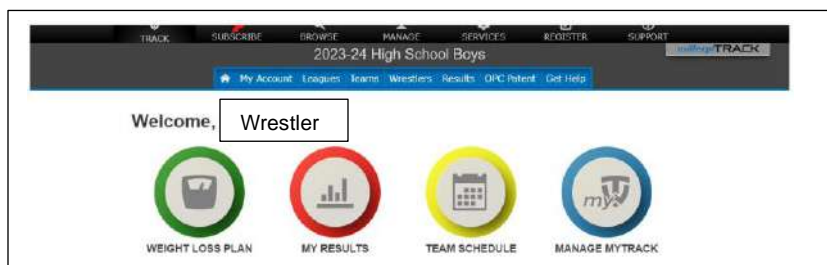 TRACK SUBSCRIBE BROWSE MANAGE SERVICES REGISTER SUPPORT
2023-24 High School Boys
TRACK
My Account Leagues Teams Wrestlers Results OPC Patent Get Help
Welcome, Wrestler
my
WEIGHT LOSS PLAN MY RESULTS TEAM SCHEDULE MANAGE MYTRACK